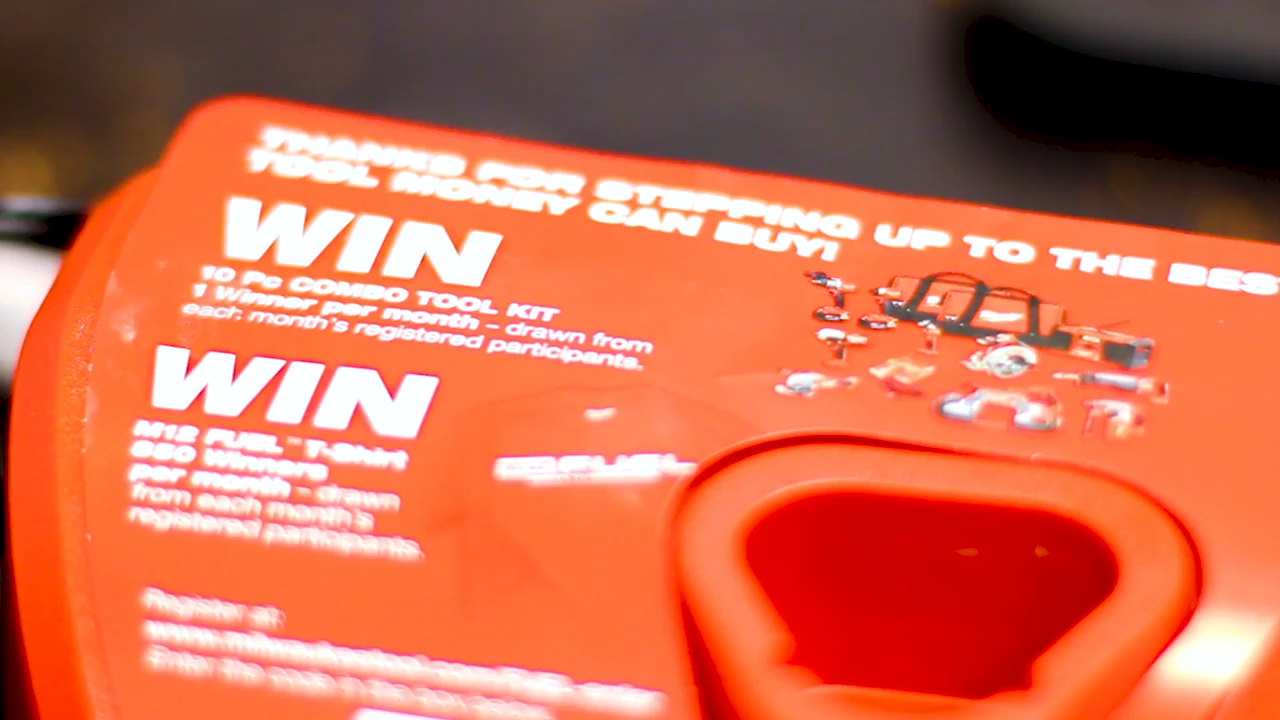 THANKS FOR STEPPING UP TO THE BES
TOOL MONEY CAN BUY!
WIN
10 Pc COMBO TOOL KIT
1 Winner per month – drawn from
each month's registered participants.
WIN
M12 FUEL™ T-Shirt
Winners
per month – drawn
from each month's
registered participants.
FUEL
Register at: